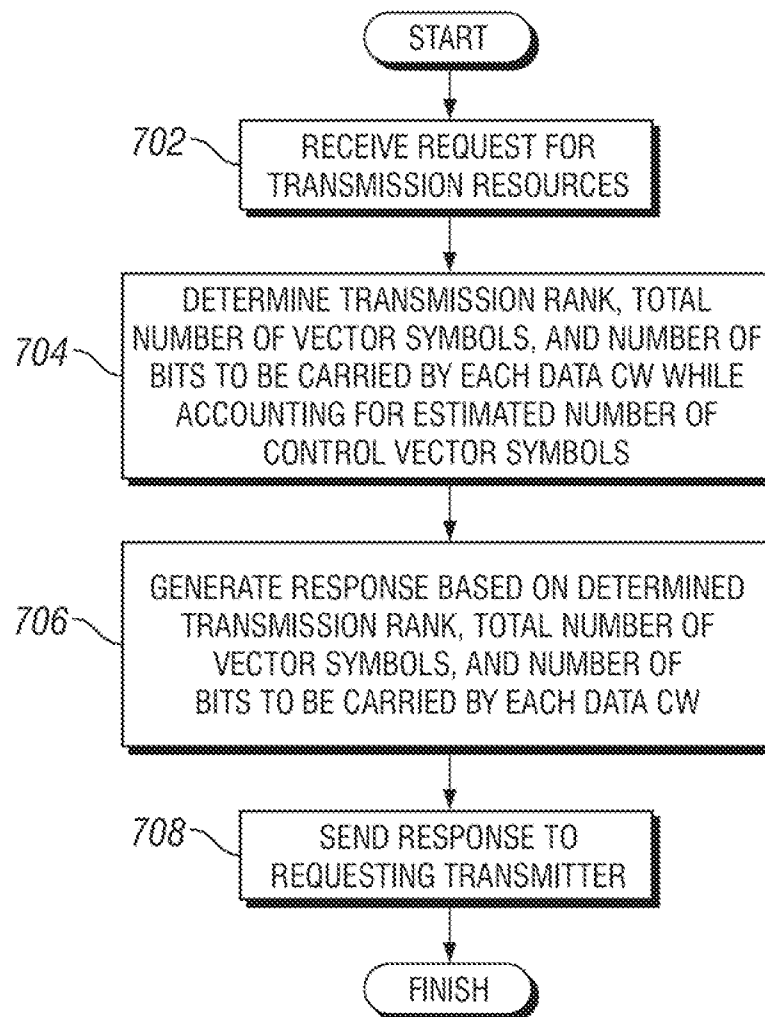 START
702
RECEIVE REQUEST FOR
TRANSMISSION RESOURCES
704
DETERMINE TRANSMISSION RANK, TOTAL
NUMBER OF VECTOR SYMBOLS, AND NUMBER OF
BITS TO BE CARRIED BY EACH DATA CW WHILE
ACCOUNTING FOR ESTIMATED NUMBER OF
CONTROL VECTOR SYMBOLS
706
GENERATE RESPONSE BASED ON DETERMINED
TRANSMISSION RANK, TOTAL NUMBER OF
VECTOR SYMBOLS, AND NUMBER OF
BITS TO BE CARRIED BY EACH DATA CW
708
SEND RESPONSE TO
REQUESTING TRANSMITTER
FINISH